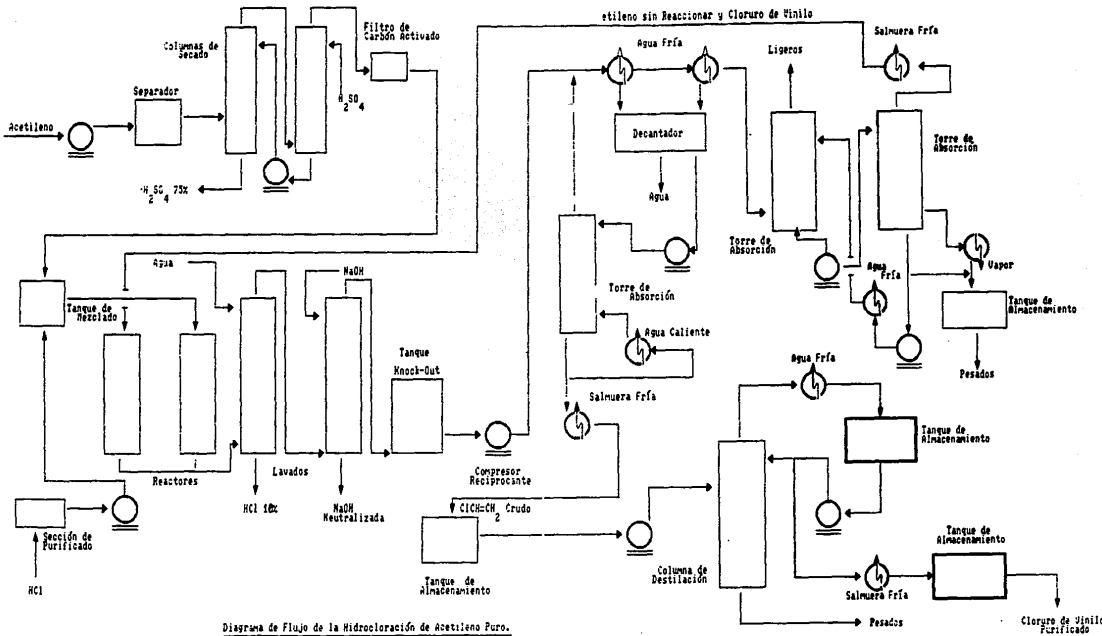 etileno sin Reaccionar y Cloruro de Vinilo
Filtro de
Carbón Activado
Columnas de
Secado
Agua Fría
Salmuera Fría
Ligeros
Separador
H2SO4
Acetileno
Decantador
Torre de
Absorción
H2SO4 75%
Agua
Agua
NaOH
Torre de
Absorción
Agua
Fría
Vapor
Tanque de
Mezclado
Torre de
Absorción
Tanque de
Almacenamiento
Agua Caliente
Tanque
Knock-Out
Agua Fría
Pesados
Salmuera Fría
Tanque de
Almacenamiento
Reactores
Lavados
Compresor
Reciprocante
HCl 18%
NaOH
Neutralizada
ClCH=CH2 Crudo
Sección de
Purificado
Tanque de
Almacenamiento
Columna de
Destilación
Tanque de
Almacenamiento
HCl
Salmuera Fría
Pesados
Cloruro de Vinilo
Purificado
Diagrama de Flujo de la Hidrocloración de Acetileno Puro.